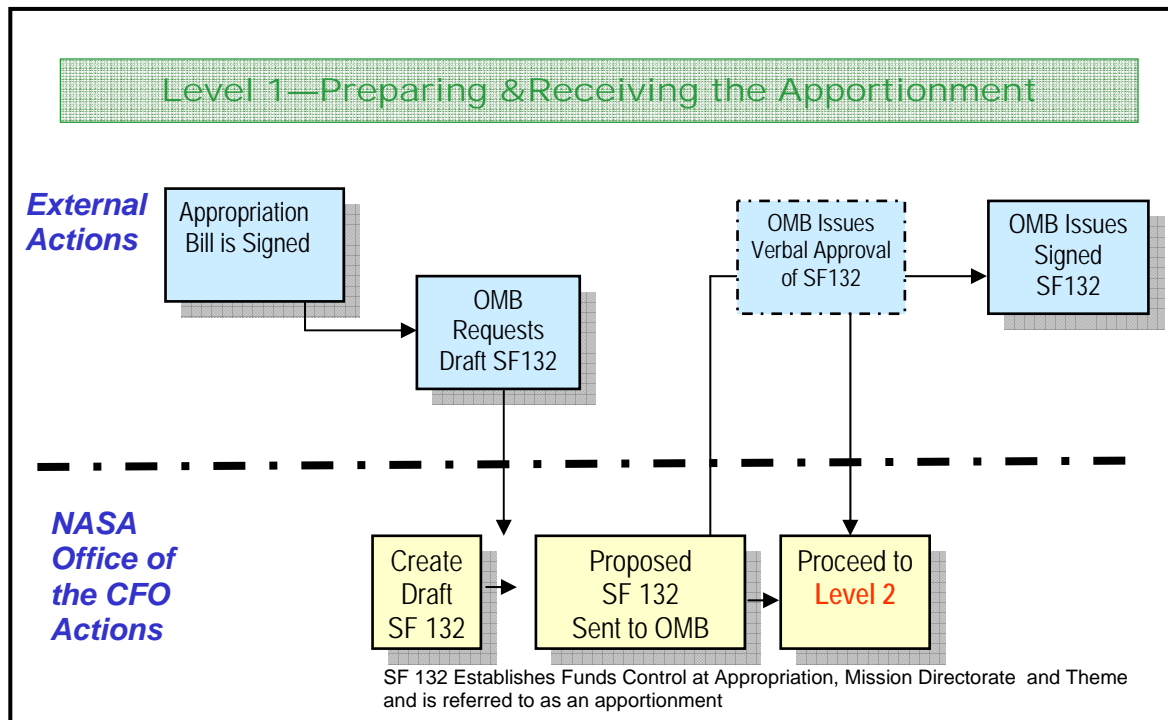 Level 1—Preparing &Receiving the Apportionment
External
Actions
Appropriation
Bill is Signed
OMB
Requests
Draft SF132
OMB Issues
Verbal Approval
of SF132
OMB Issues
Signed
SF132
NASA
Office of
the CFO
Actions
Create
Draft
SF 132
Proposed
SF 132
Sent to OMB
Proceed to
Level 2
SF 132 Establishes Funds Control at Appropriation, Mission Directorate and Theme
and is referred to as an apportionment